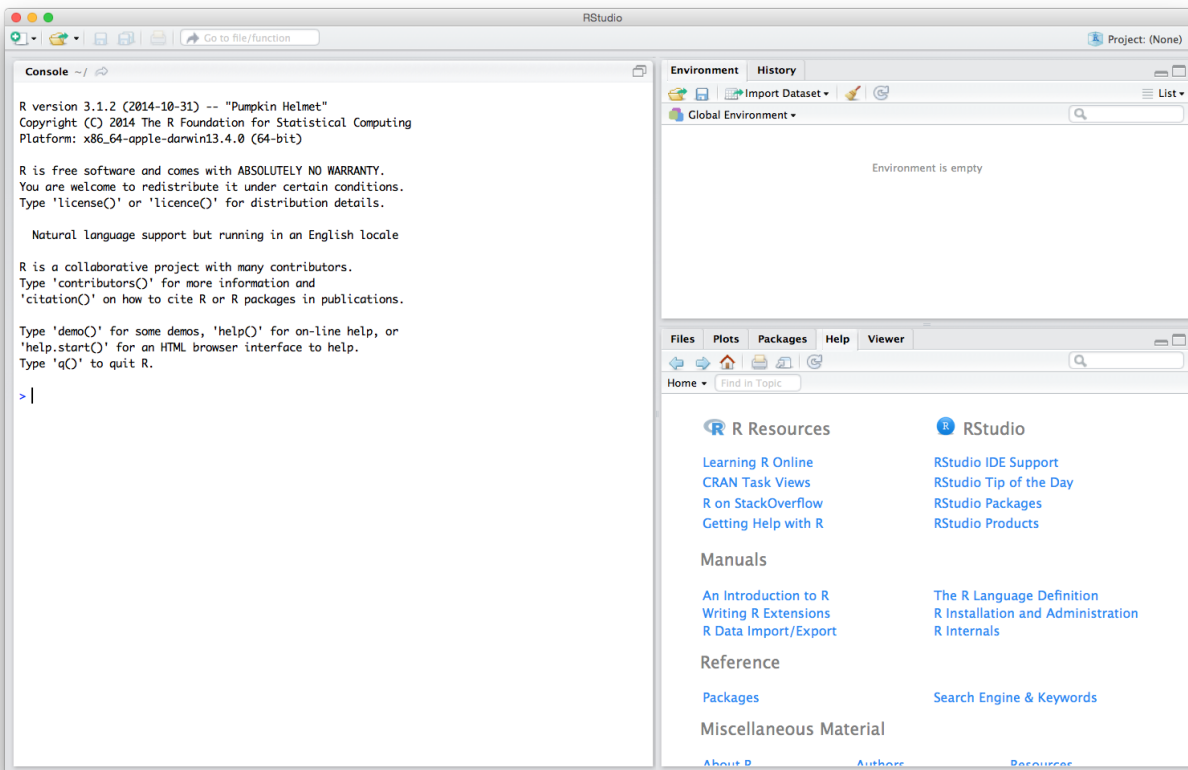 RStudio
Go to file/function
Project: (None)
Console ~/
R version 3.1.2 (2014-10-31) -- "Pumpkin Helmet"
Copyright (C) 2014 The R Foundation for Statistical Computing
Platform: x86_64-apple-darwin13.4.0 (64-bit)
R is free software and comes with ABSOLUTELY NO WARRANTY.
You are welcome to redistribute it under certain conditions.
Type 'license()' or 'licence()' for distribution details.
Natural language support but running in an English locale
R is a collaborative project with many contributors.
Type 'contributors()' for more information and
'citation()' on how to cite R or R packages in publications.
Type 'demo()' for some demos, 'help()' for on-line help, or
'help.start()' for an HTML browser interface to help.
Type 'q()' to quit R.
>
Environment History
Import Dataset List
Global Environment
Environment is empty
Files Plots Packages Help Viewer
Home Find in Topic
R R Resources
Learning R Online
CRAN Task Views
R on StackOverflow
Getting Help with R
R RStudio
RStudio IDE Support
RStudio Tip of the Day
RStudio Packages
RStudio Products
Manuals
An Introduction to R The R Language Definition
Writing R Extensions R Installation and Administration
R Data Import/Export R Internals
Reference
Packages Search Engine & Keywords
Miscellaneous Material
About R Authors Resources